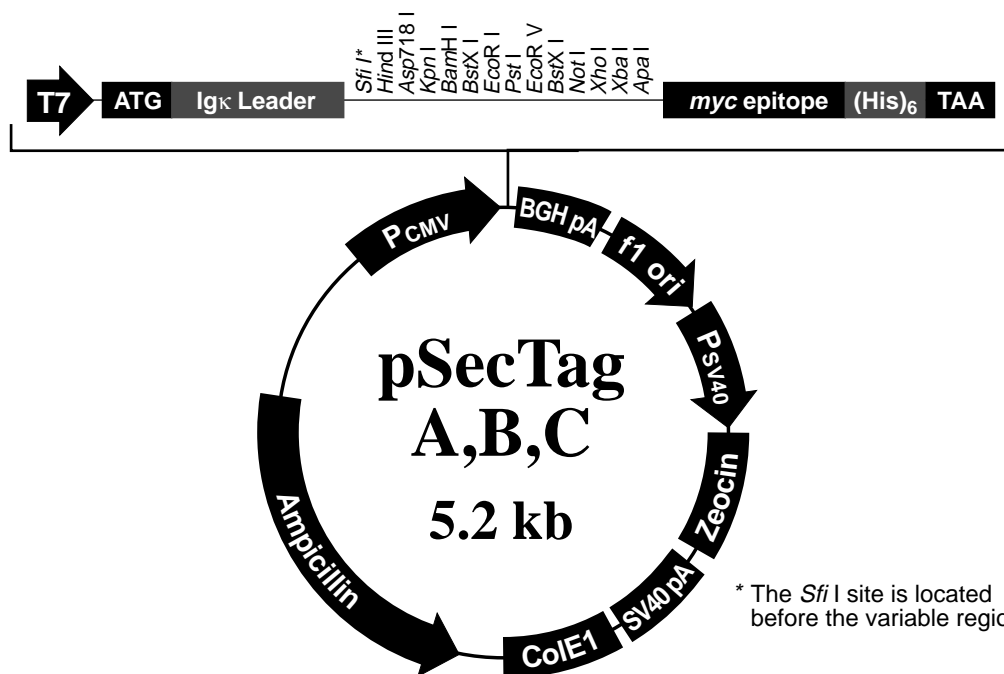 Sfi I*
Hind III
Asp718 I
Kpn I
BamH I
BstX I
EcoR I
Pst I
EcoR V
BstX I
Not I
Xho I
Xba I
Apa I
T7
ATG
Igκ Leader
myc epitope
(His)6
TAA
PCMV
BGH pA
f1 ori
PSV40
Zeocin
SV40 pA
ColE1
Ampicillin
pSecTag
A,B,C
5.2 kb
* The Sfi I site is located
before the variable regio